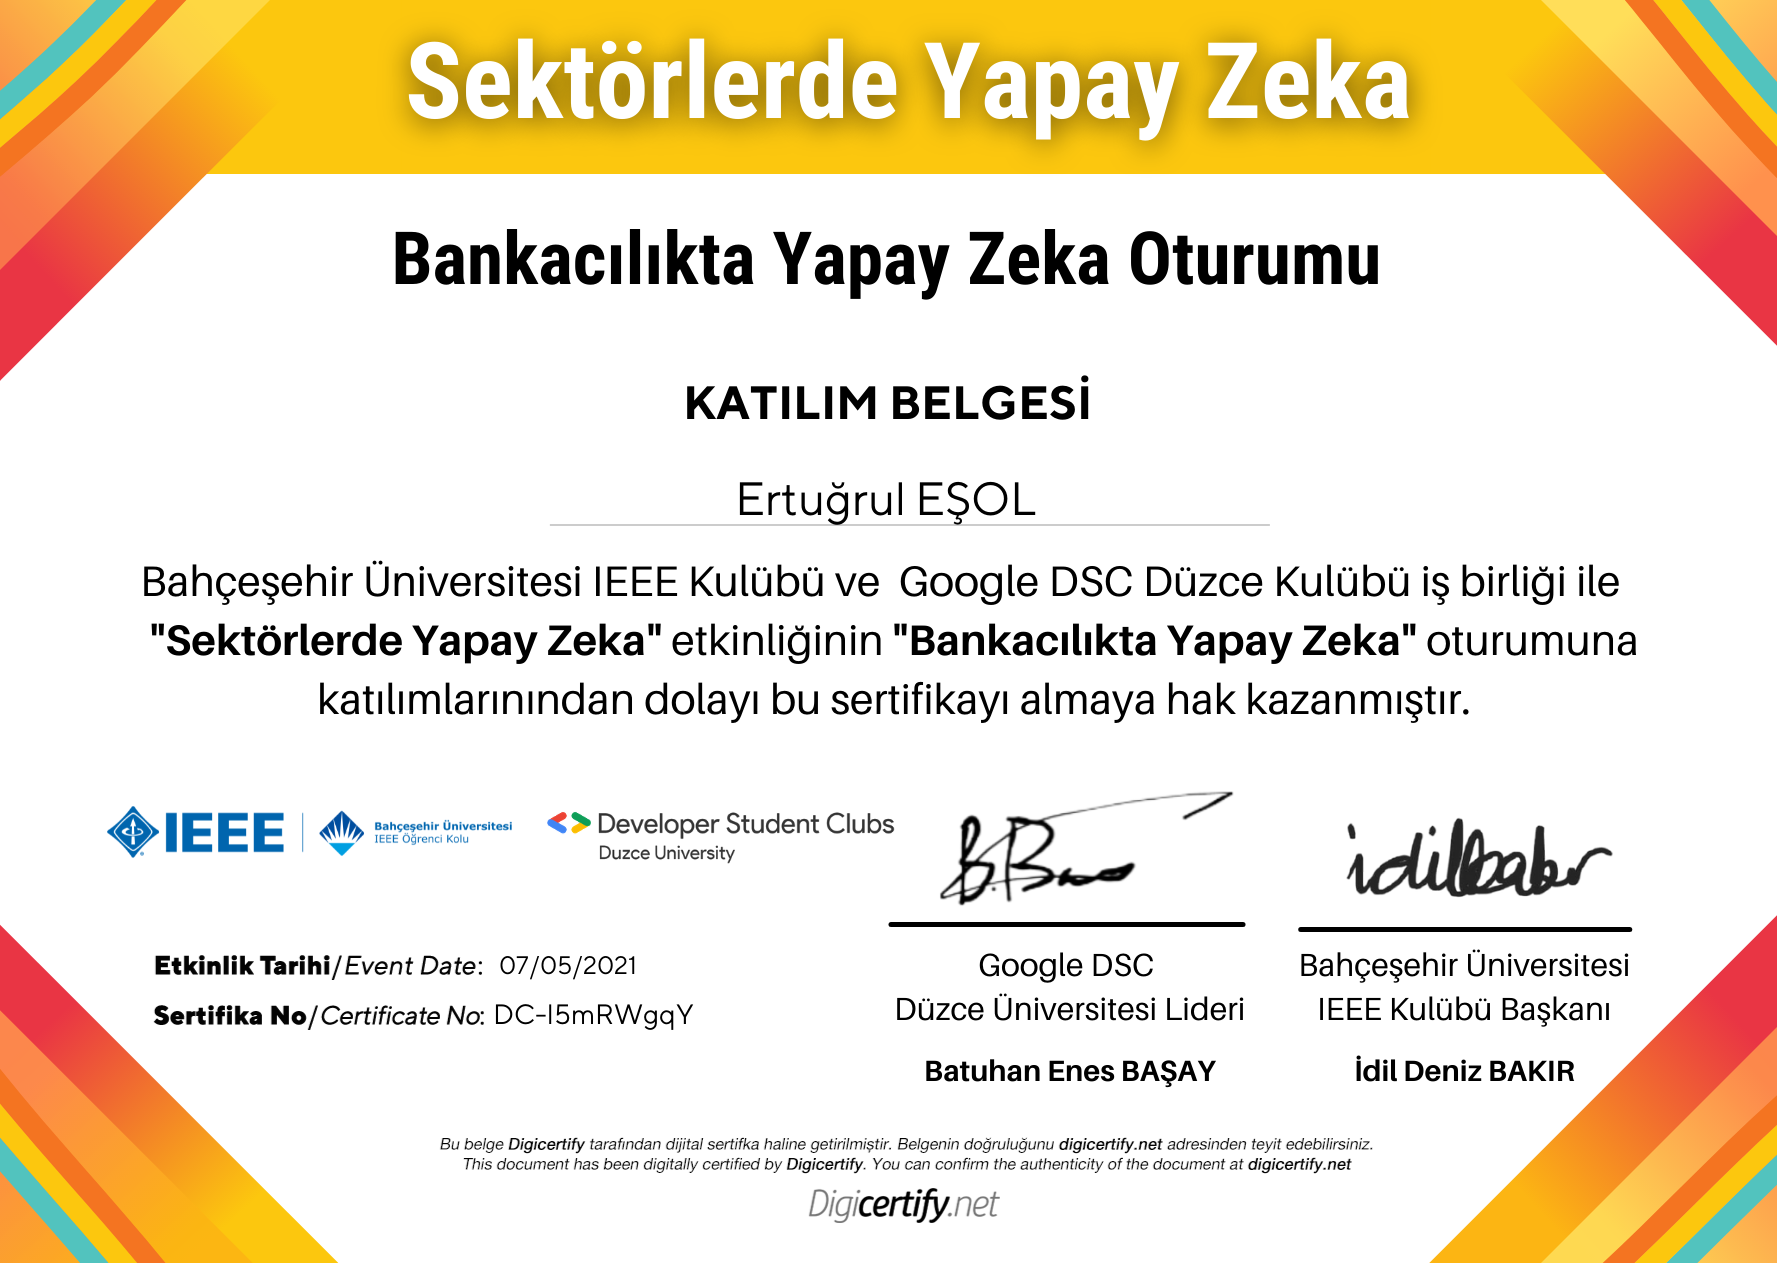 Sektörlerde Yapay Zeka
Bankacılıkta Yapay Zeka Oturumu
KATILIM BELGESİ
Ertuğrul EŞOL
Bahçeşehir Üniversitesi IEEE Kulübü ve Google DSC Düzce Kulübü iş birliği ile
"Sektörlerde Yapay Zeka" etkinliğinin "Bankacılıkta Yapay Zeka" oturumuna
katılımlarınından dolayı bu sertifikayı almaya hak kazanmıştır.
IEEE
Bahçeşehir Üniversitesi
IEEE Öğrenci Kolu
Developer Student Clubs
Duzce University
B.B
idilbakır
Etkinlik Tarihi/Event Date: 07/05/2021
Sertifika No/Certificate No: DC-I5mRWgqY
Google DSC
Düzce Üniversitesi Lideri
Batuhan Enes BAŞAY
Bahçeşehir Üniversitesi
IEEE Kulübü Başkanı
İdil Deniz BAKIR
Bu belge Digicertify tarafından dijital sertifka haline getirilmiştir. Belgenin doğruluğunu digicertify.net adresinden teyit edebilirsiniz.
This document has been digitally certified by Digicertify. You can confirm the authenticity of the document at digicertify.net
Digicertify.net